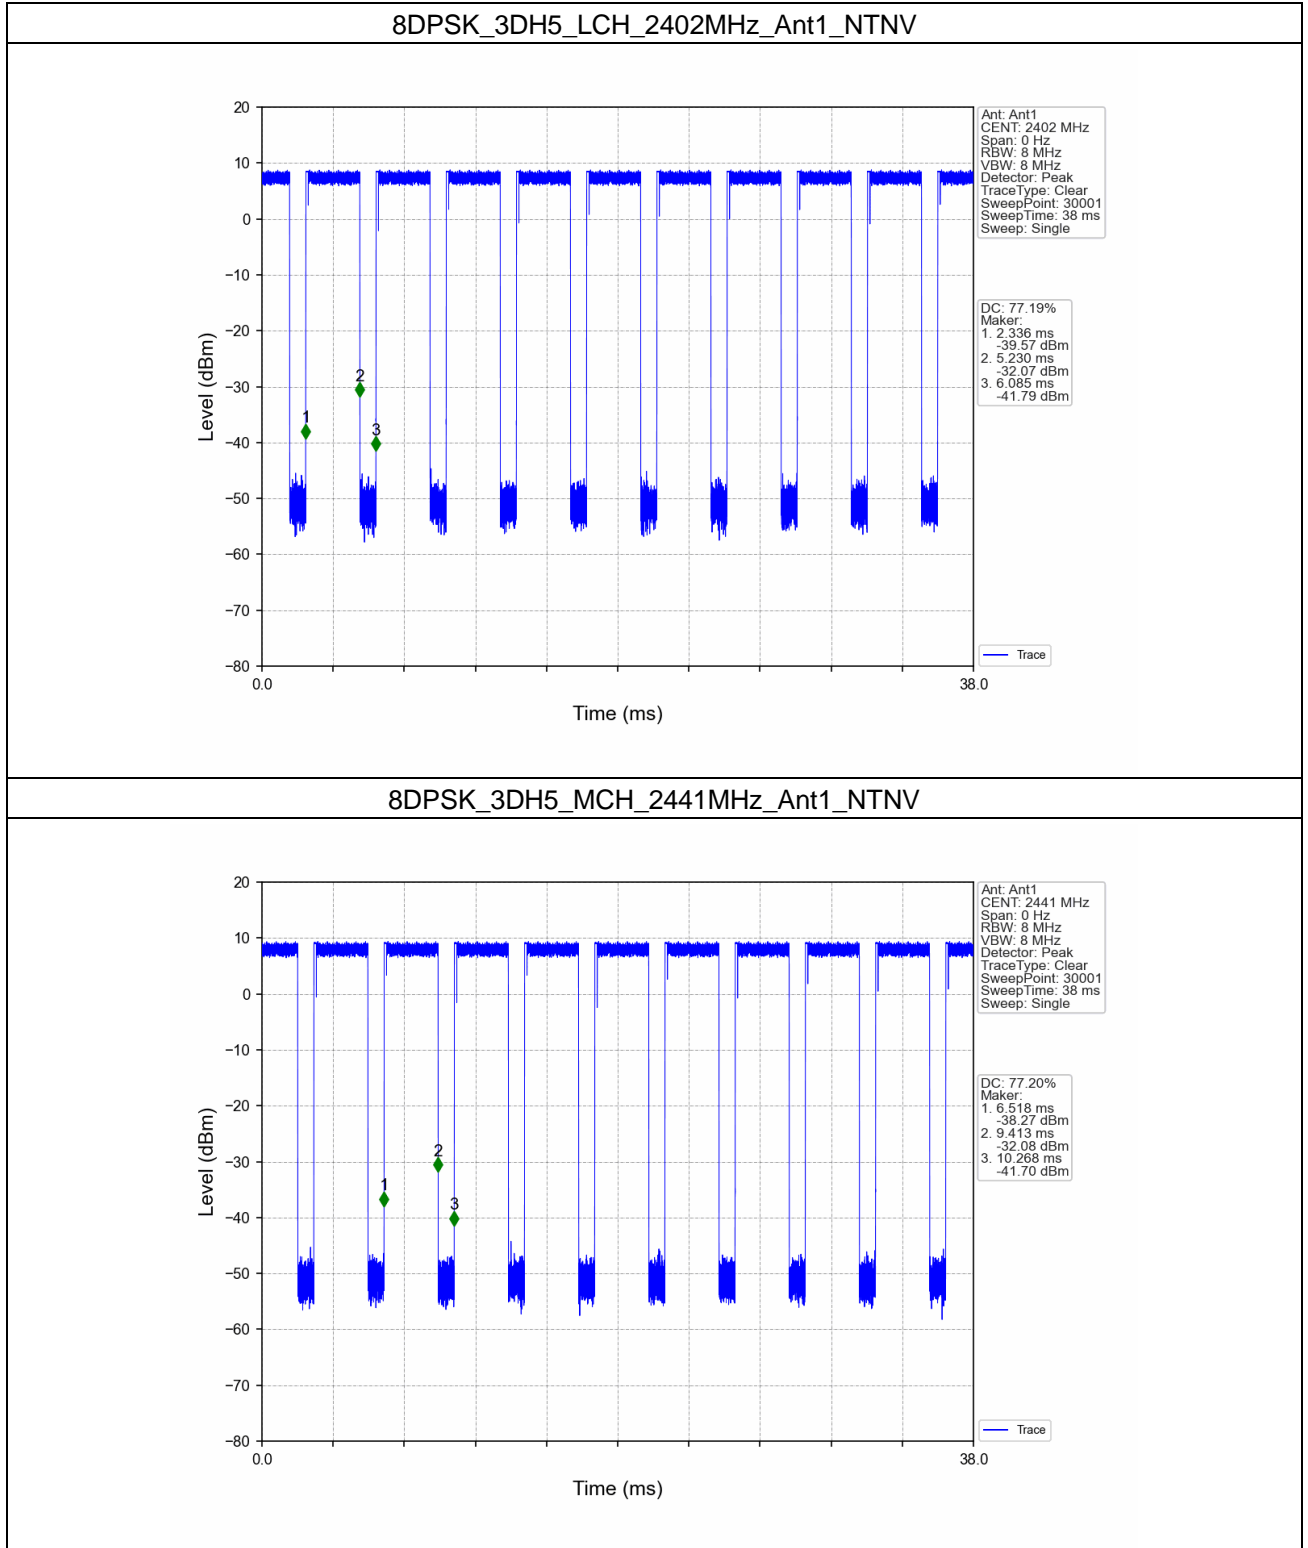 8DPSK_3DH5_LCH_2402MHz_Ant1_NTNV
20
10
0
−10
−20
−30
−40
−50
−60
−70
−80
Level (dBm)
0.0
38.0
Time (ms)
1
2
3
Ant: Ant1
CENT: 2402 MHz
Span: 0 Hz
RBW: 8 MHz
VBW: 8 MHz
Detector: Peak
TraceType: Clear
SweepPoint: 30001
SweepTime: 38 ms
Sweep: Single
DC: 77.19%
Maker:
1. 2.336 ms
-39.57 dBm
2. 5.230 ms
-32.07 dBm
3. 6.085 ms
-41.79 dBm
Trace
8DPSK_3DH5_MCH_2441MHz_Ant1_NTNV
20
10
0
−10
−20
−30
−40
−50
−60
−70
−80
Level (dBm)
0.0
38.0
Time (ms)
1
2
3
Ant: Ant1
CENT: 2441 MHz
Span: 0 Hz
RBW: 8 MHz
VBW: 8 MHz
Detector: Peak
TraceType: Clear
SweepPoint: 30001
SweepTime: 38 ms
Sweep: Single
DC: 77.20%
Maker:
1. 6.518 ms
-38.27 dBm
2. 9.413 ms
-32.08 dBm
3. 10.268 ms
-41.70 dBm
Trace